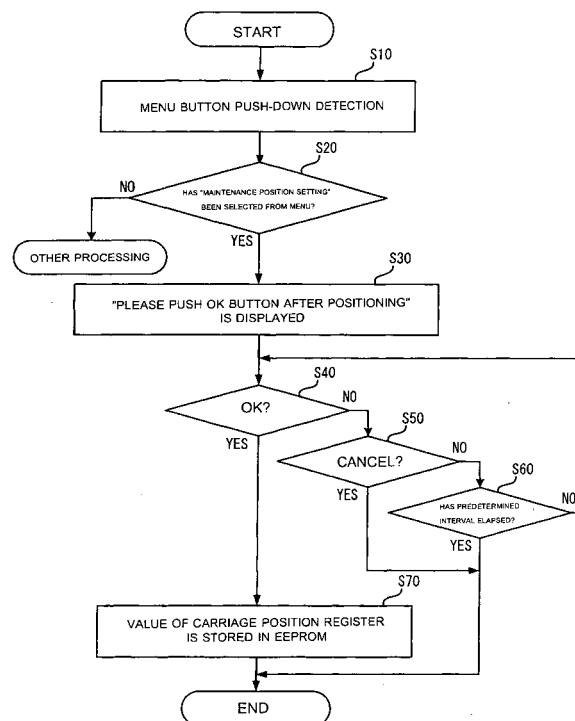 START
S10
MENU BUTTON PUSH-DOWN DETECTION
S20
NO
HAS "MAINTENANCE POSITION SETTING"
BEEN SELECTED FROM MENU?
YES
OTHER PROCESSING
S30
"PLEASE PUSH OK BUTTON AFTER POSITIONING"
IS DISPLAYED
S40
NO
OK?
YES
S50
NO
CANCEL?
YES
S60
NO
HAS PREDETERMINED
INTERVAL ELAPSED?
YES
S70
VALUE OF CARRIAGE POSITION REGISTER
IS STORED IN EEPROM
END